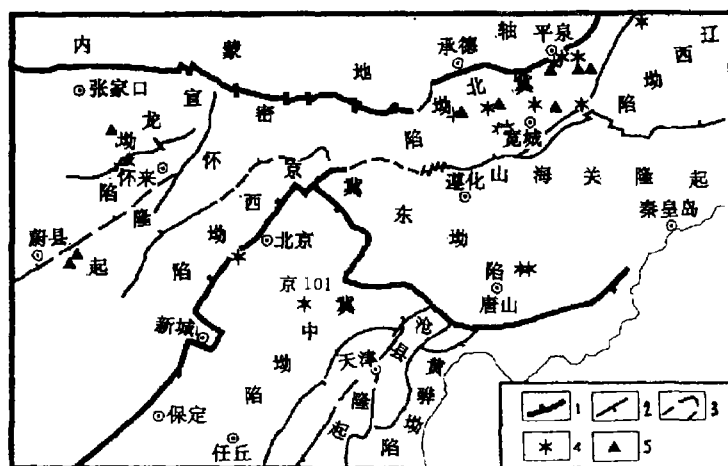 内蒙地轴
张家口
承德
平泉
辽西坳陷
宣密怀隆起
冀北坳陷
宽城
龙
坳陷
怀来
蔚县
京西坳陷
北京
遵化
山海关隆起
秦皇岛
冀东坳陷
唐山
京101
新城
冀中坳陷
保定
任丘
天津
沧县隆起
黄骅坳陷
1
2
3
4
5